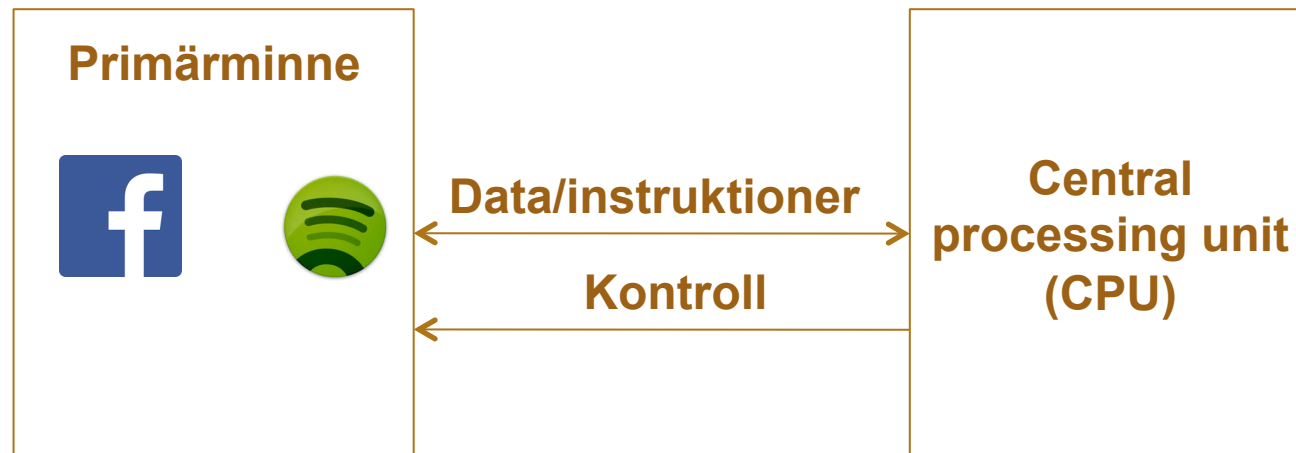 Primärminne
Data/instruktioner
Kontroll
Central
processing unit
(CPU)